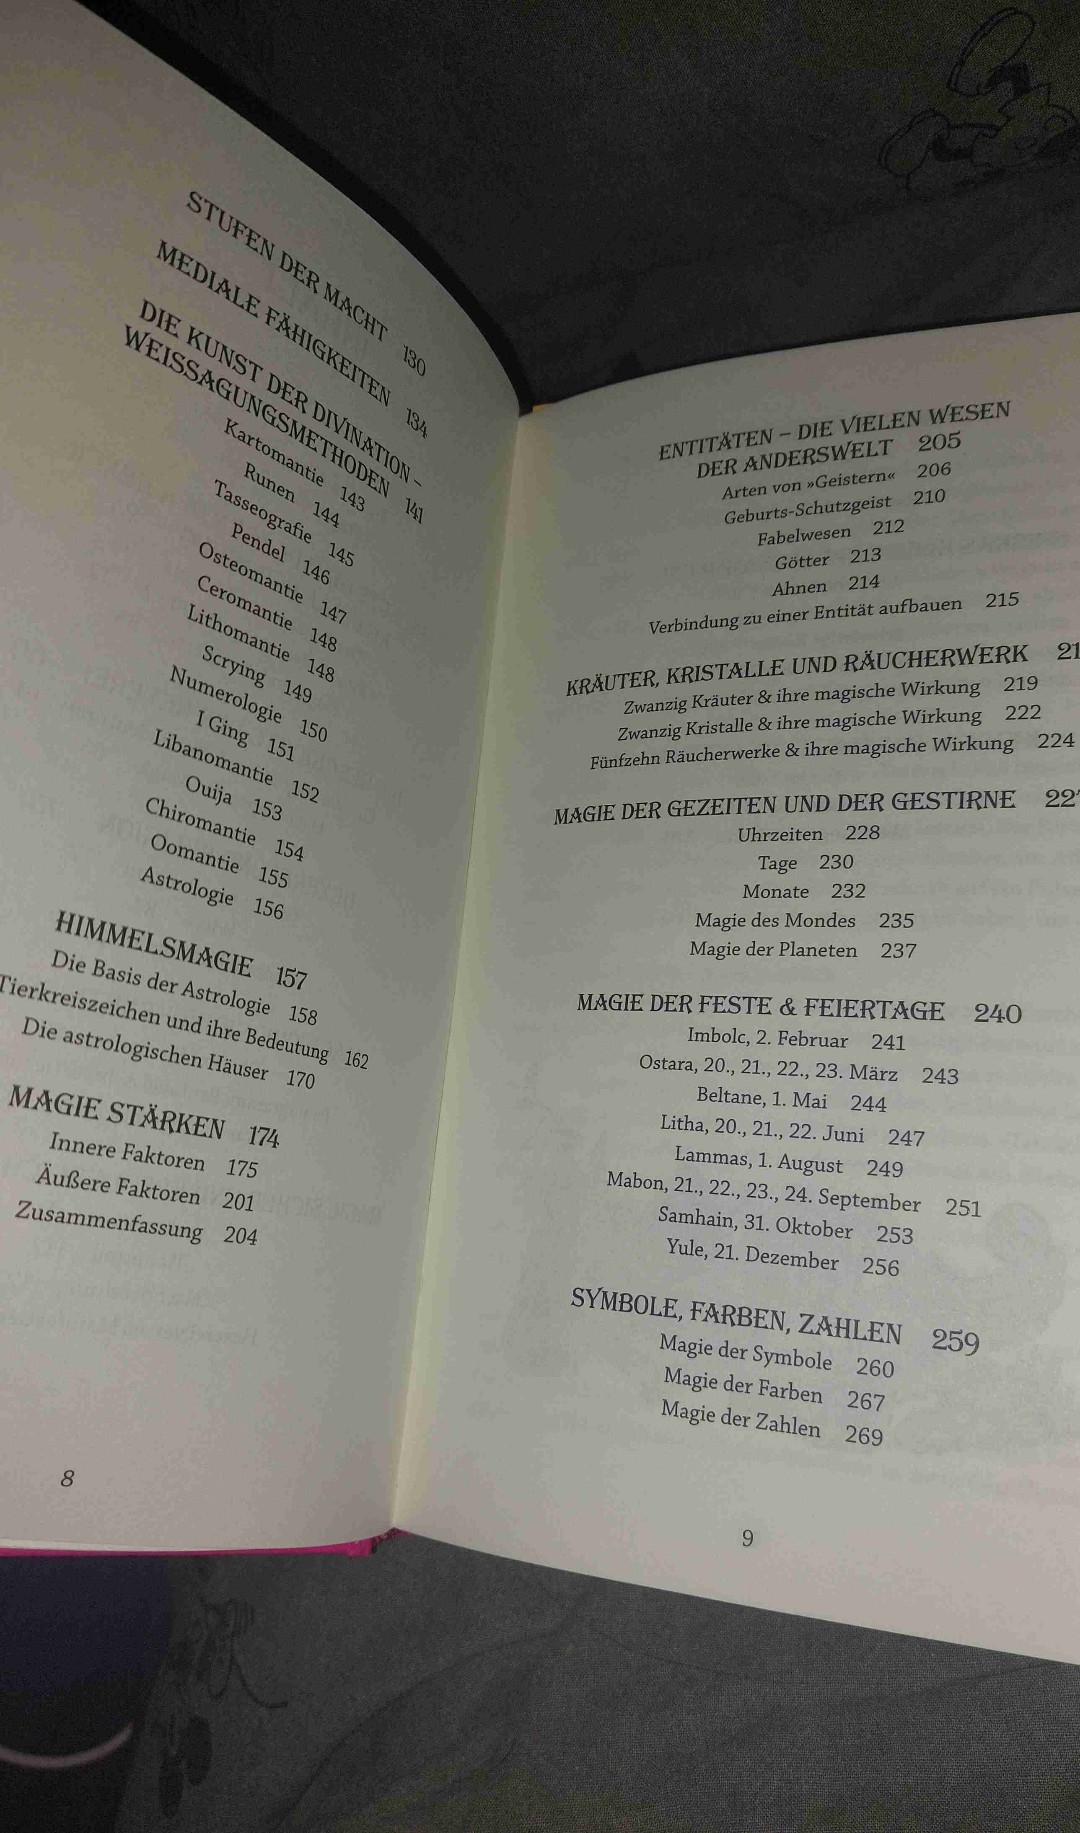 STUFEN DER MACHT 130
MEDIALE FÄHIGKEITEN 134
DIE KUNST DER DIVINATION –
WEISSAGUNGSMETHODEN 141
Kartomantie 143
Runen 144
Tasseografie 145
Pendel 146
Osteomantie 147
Ceromantie 148
Lithomantie 148
Scrying 149
Numerologie 150
I Ging 151
Libanomantie 152
Ouija 153
Chiromantie 154
Oomantie 155
Astrologie 156
HIMMELSMAGIE 157
Die Basis der Astrologie 158
Tierkreiszeichen und ihre Bedeutung 162
Die astrologischen Häuser 170
MAGIE STÄRKEN 174
Innere Faktoren 175
Äußere Faktoren 201
Zusammenfassung 204
8
ENTITÄTEN – DIE VIELEN WESEN
DER ANDERSWELT 205
Arten von »Geistern« 206
Geburts-Schutzgeist 210
Fabelwesen 212
Götter 213
Ahnen 214
Verbindung zu einer Entität aufbauen 215
KRÄUTER, KRISTALLE UND RÄUCHERWERK 21
Zwanzig Kräuter & ihre magische Wirkung 219
Zwanzig Kristalle & ihre magische Wirkung 222
Fünfzehn Räucherwerke & ihre magische Wirkung 224
MAGIE DER GEZEITEN UND DER GESTIRNE 22
Uhrzeiten 228
Tage 230
Monate 232
Magie des Mondes 235
Magie der Planeten 237
MAGIE DER FESTE & FEIERTAGE 240
Imbolc, 2. Februar 241
Ostara, 20., 21., 22., 23. März 243
Beltane, 1. Mai 244
Litha, 20., 21., 22. Juni 247
Lammas, 1. August 249
Mabon, 21., 22., 23., 24. September 251
Samhain, 31. Oktober 253
Yule, 21. Dezember 256
SYMBOLE, FARBEN, ZAHLEN 259
Magie der Symbole 260
Magie der Farben 267
Magie der Zahlen 269
9